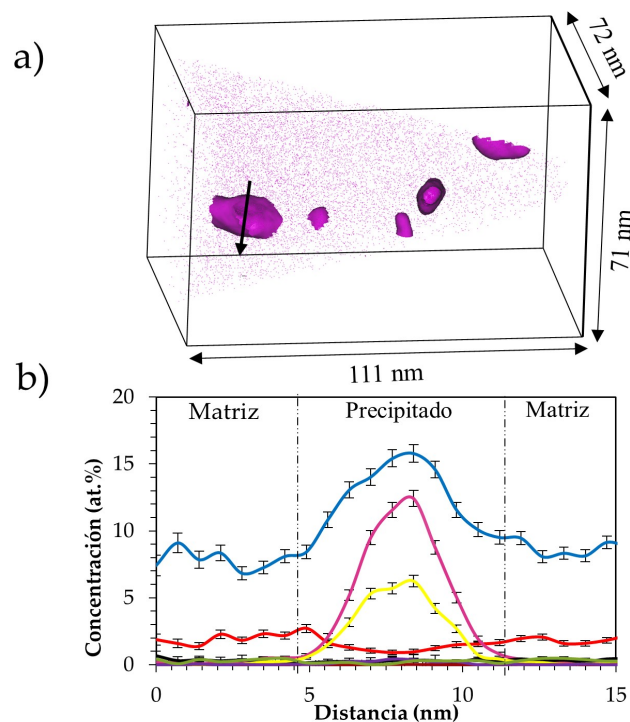 a)
72 nm
71 nm
111 nm
b)
Matriz
Precipitado
Matriz
Concentración (at.%)
20
15
10
5
0
0
5
10
15
Distancia (nm)